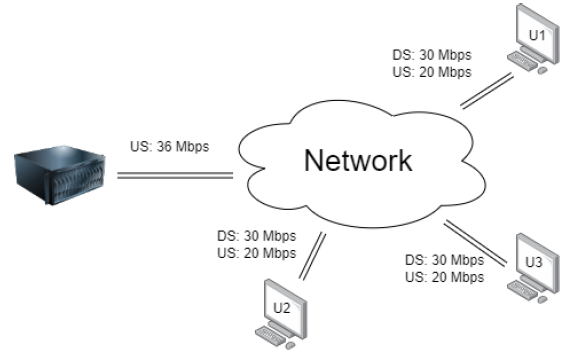 U1
DS: 30 Mbps
US: 20 Mbps
US: 36 Mbps
Network
DS: 30 Mbps
US: 20 Mbps
DS: 30 Mbps
US: 20 Mbps
U3
U2